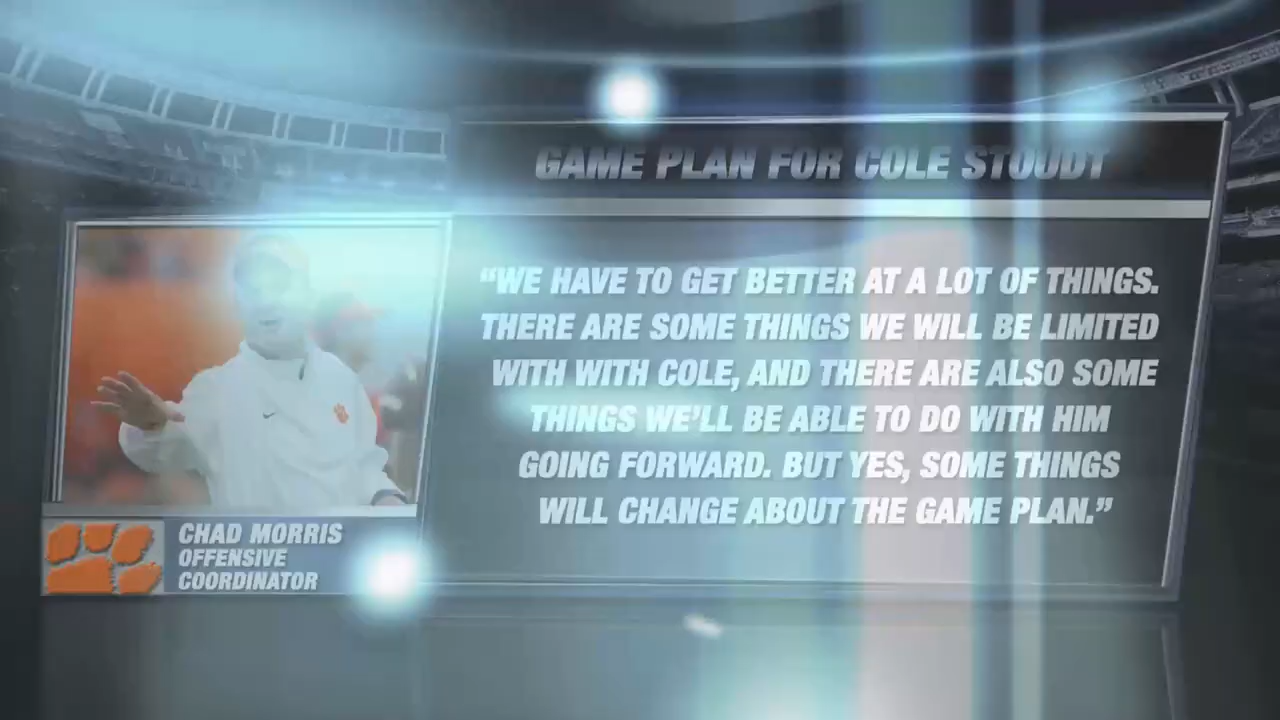 GAME PLAN FOR COLE STOUDT
“WE HAVE TO GET BETTER AT A LOT OF THINGS.
THERE ARE SOME THINGS WE WILL BE LIMITED
WITH WITH COLE, AND THERE ARE ALSO SOME
THINGS WE’LL BE ABLE TO DO WITH HIM
GOING FORWARD. BUT YES, SOME THINGS
WILL CHANGE ABOUT THE GAME PLAN.”
CHAD MORRIS
OFFENSIVE
COORDINATOR